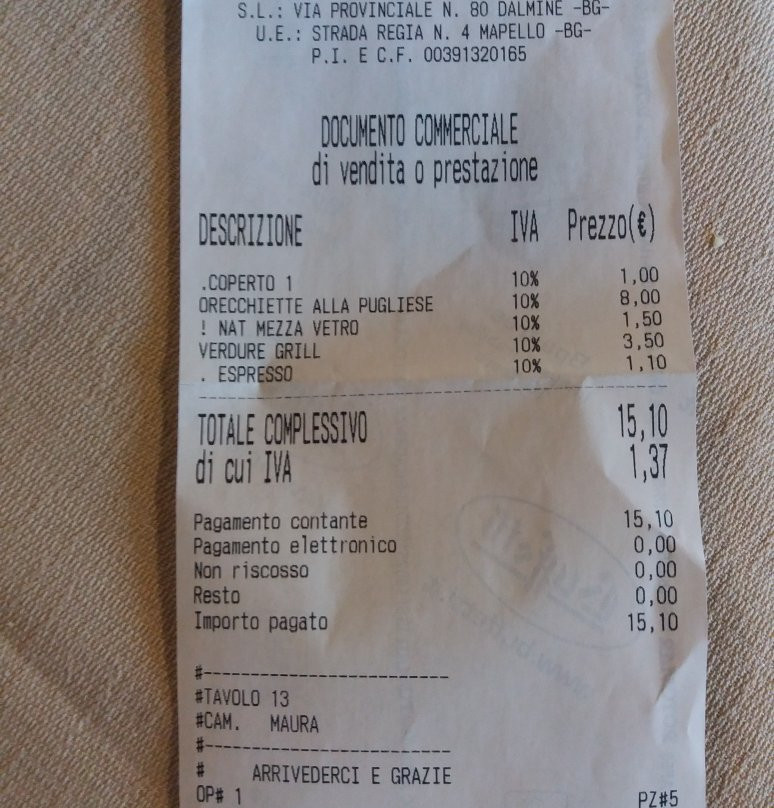 S.L.: VIA PROVINCIALE N. 80 DALMINE -BG-
U.E.: STRADA REGIA N. 4 MAPELLO -BG-
P.I. E C.F. 00391320165
DOCUMENTO COMMERCIALE
di vendita o prestazione
DESCRIZIONE IVA Prezzo(€)
.COPERTO 1 10% 1,00
ORECCHIETTE ALLA PUGLIESE 10% 8,00
! NAT MEZZA VETRO 10% 1,50
VERDURE GRILL 10% 3,50
. ESPRESSO 10% 1,10
TOTALE COMPLESSIVO 15,10
di cui IVA 1,37
Pagamento contante 15,10
Pagamento elettronico 0,00
Non riscosso 0,00
Resto 0,00
Importo pagato 15,10
#--------------------------
#TAVOLO 13
#CAM. MAURA
#--------------------------
# ARRIVEDERCI E GRAZIE
OP# 1 PZ#5